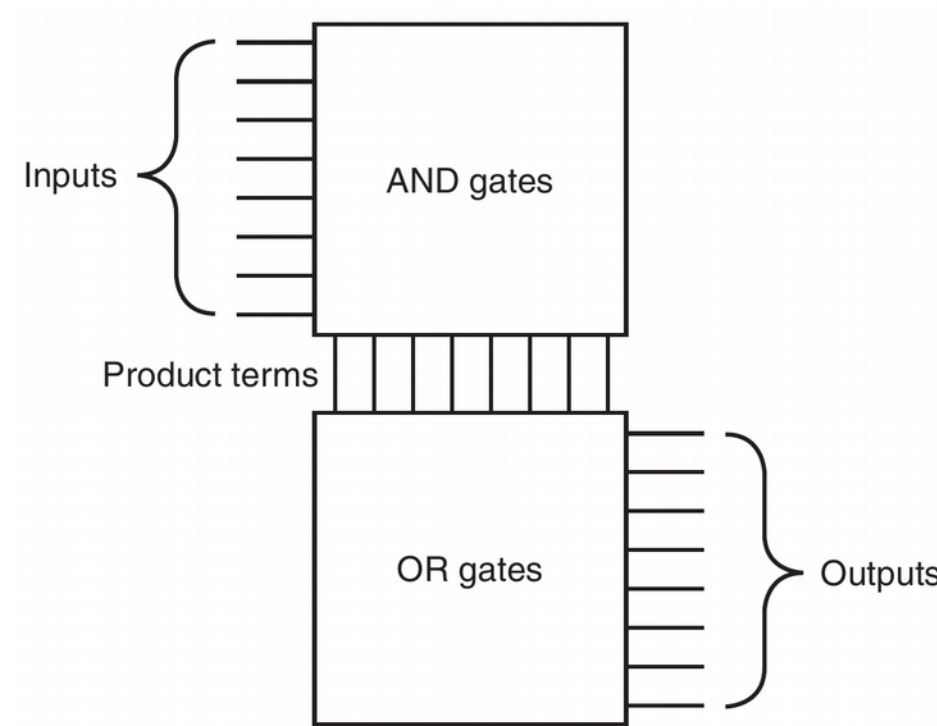 Inputs
AND gates
Product terms
OR gates
Outputs